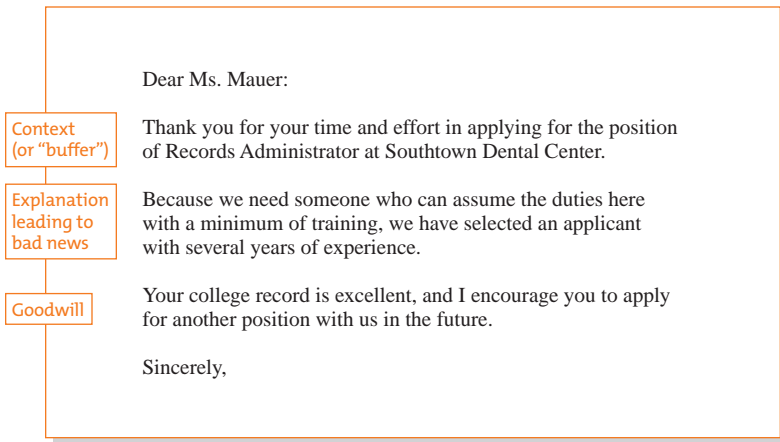 Dear Ms. Mauer:
Context
(or “buffer”)
Thank you for your time and effort in applying for the position
of Records Administrator at Southtown Dental Center.
Explanation
leading to
bad news
Because we need someone who can assume the duties here
with a minimum of training, we have selected an applicant
with several years of experience.
Goodwill
Your college record is excellent, and I encourage you to apply
for another position with us in the future.
Sincerely,